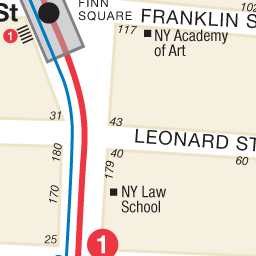 FINN
SQUARE
St
FRANKLIN S
1
117
NY Academy
of Art
102
31
43
LEONARD ST
180
40
179
60
170
NY Law
School
25
1